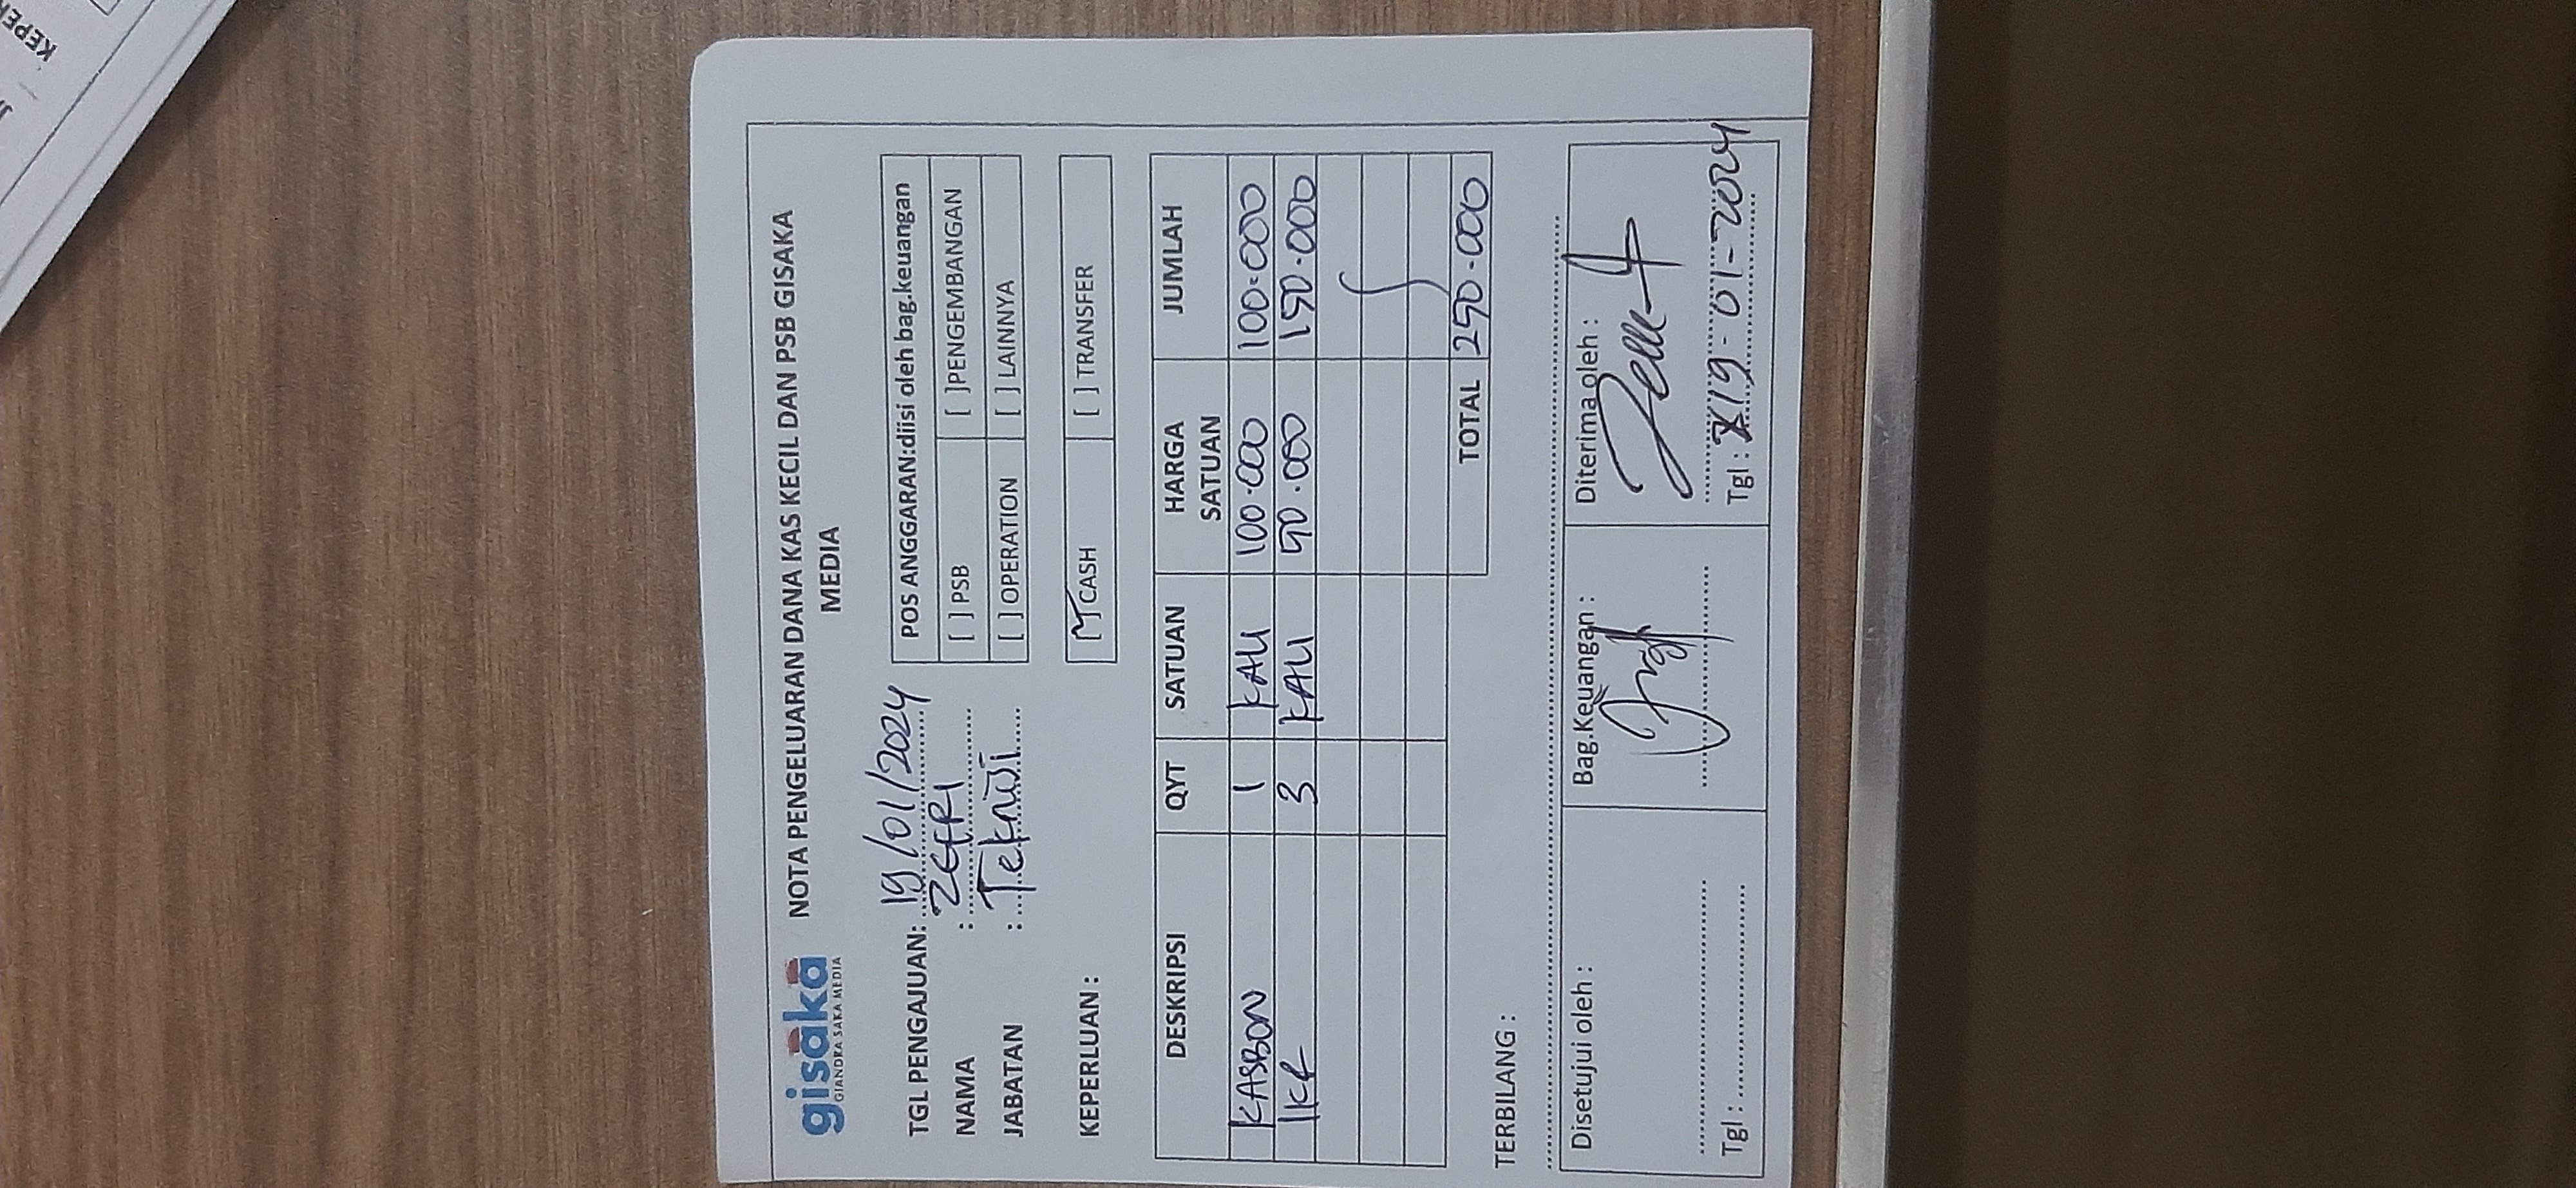 KEPER
gisaka
GIANDRA SAKA MEDIA
NOTA PENGELUARAN DANA KAS KECIL DAN PSB GISAKA
MEDIA
TGL PENGAJUAN: 19/01/2024
NAMA : ZEFRI
JABATAN : Teknisi
POS ANGGARAN:diisi oleh bag.keuangan
[ ] PSB [ ]PENGEMBANGAN
[ ] OPERATION [ ] LAINNYA
KEPERLUAN :
[✓] CASH [ ] TRANSFER
DESKRIPSI QYT SATUAN HARGA SATUAN JUMLAH
KASBON 1 KALI 100.000 100.000
IKR 3 KALI 50.000 150.000
TOTAL 250.000
TERBILANG :
Disetujui oleh : Bag.Keuangan : Diterima oleh :
Tgl : Tgl : 19-01-2024